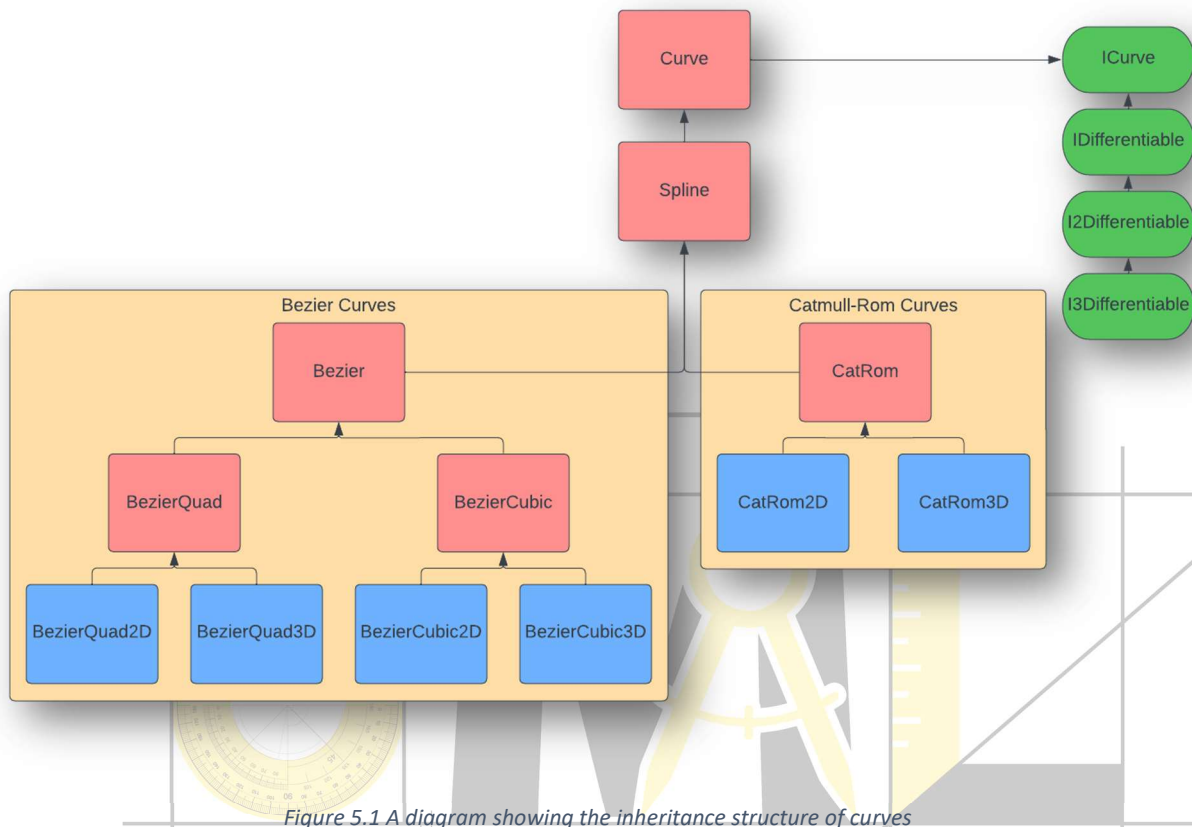 Curve
ICurve
IDifferentiable
Spline
I2Differentiable
I3Differentiable
Bezier Curves
Catmull-Rom Curves
Bezier
CatRom
BezierQuad
BezierCubic
CatRom2D
CatRom3D
BezierQuad2D
BezierQuad3D
BezierCubic2D
BezierCubic3D
Figure 5.1 A diagram showing the inheritance structure of curves